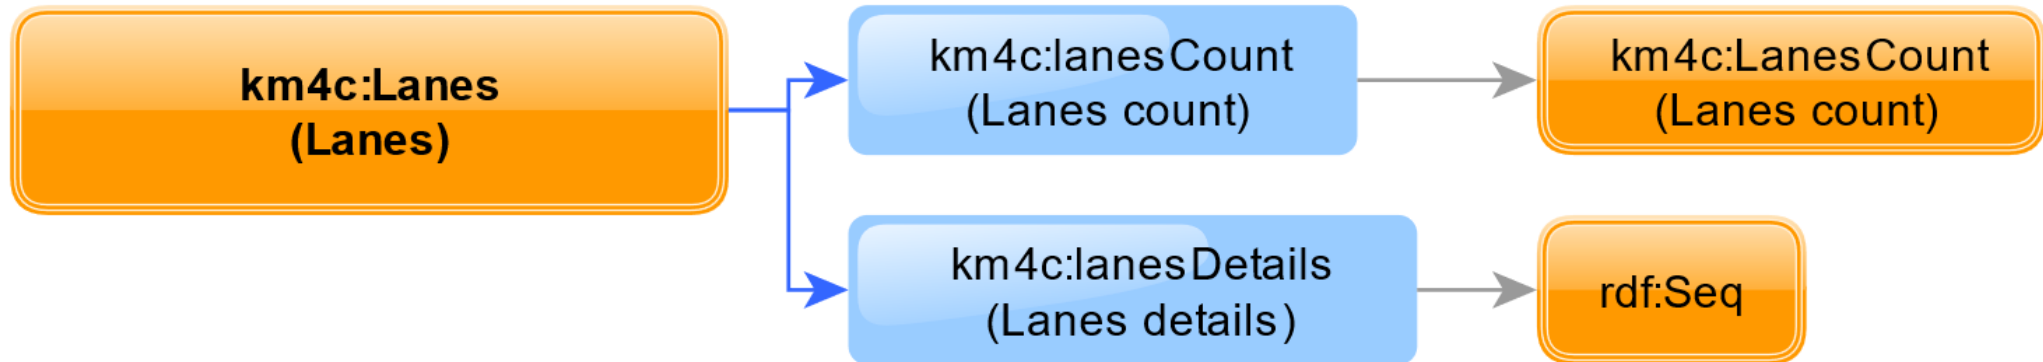 km4c:Lanes
(Lanes)
km4c:lanesCount
(Lanes count)
km4c:LanesCount
(Lanes count)
km4c:lanesDetails
(Lanes details)
rdf:Seq